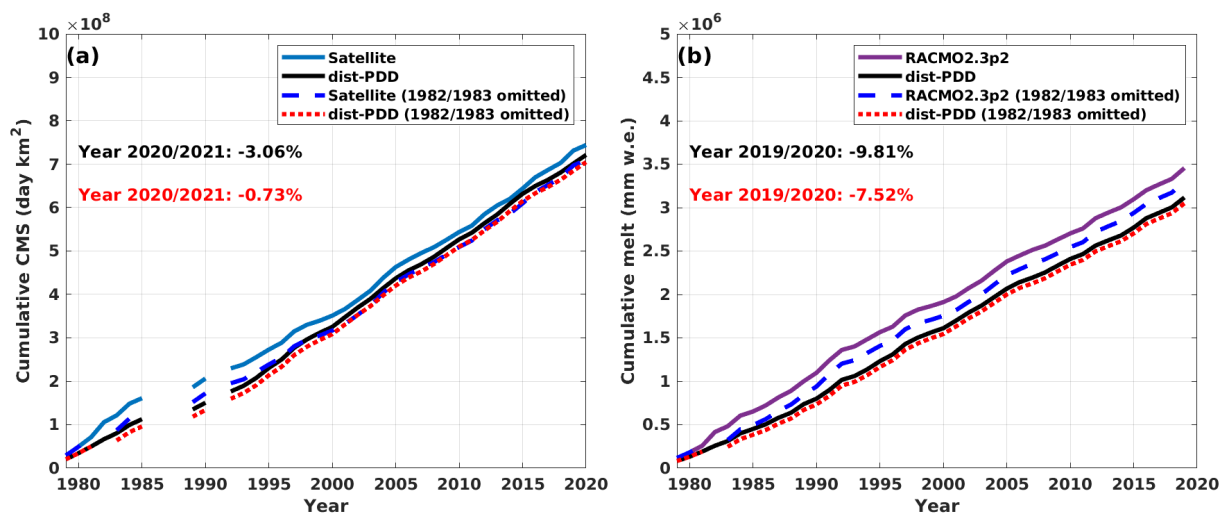 ×10⁸
10
9
8
7
6
5
4
3
2
1
0
Cumulative CMS (day km²)
(a)
Satellite
dist-PDD
Satellite (1982/1983 omitted)
dist-PDD (1982/1983 omitted)
Year 2020/2021: -3.06%
Year 2020/2021: -0.73%
1980 1985 1990 1995 2000 2005 2010 2015 2020
Year
×10⁶
5
4.5
4
3.5
3
2.5
2
1.5
1
0.5
0
Cumulative melt (mm w.e.)
(b)
RACMO2.3p2
dist-PDD
RACMO2.3p2 (1982/1983 omitted)
dist-PDD (1982/1983 omitted)
Year 2019/2020: -9.81%
Year 2019/2020: -7.52%
1980 1985 1990 1995 2000 2005 2010 2015 2020
Year